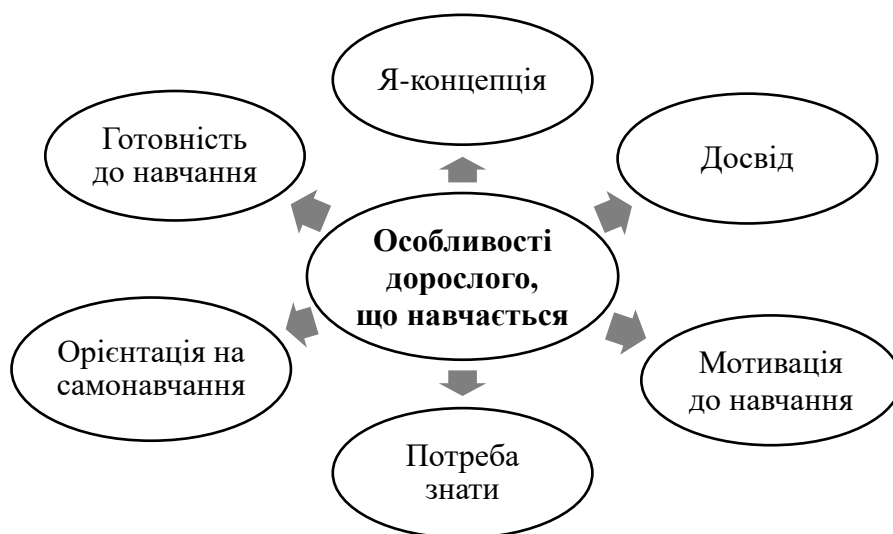 Я-концепція
Готовність
до навчання
Досвід
Особливості
дорослого,
що навчається
Орієнтація на
самонавчання
Мотивація
до навчання
Потреба
знати